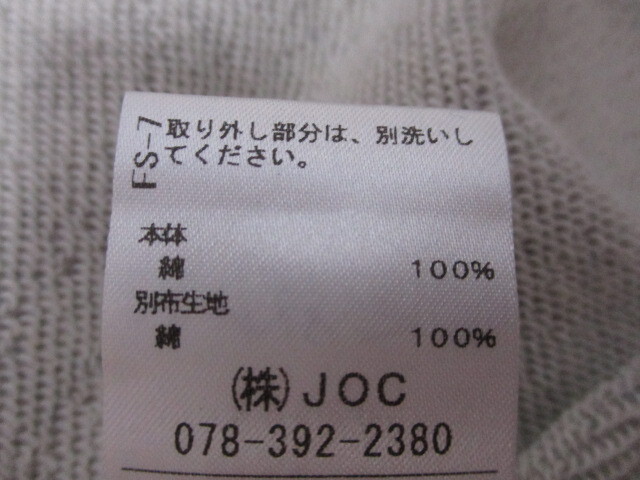 FS-7
取り外し部分は、別洗いし
てください。
本体
綿 100%
別布生地
綿 100%
(株)JOC
078-392-2380